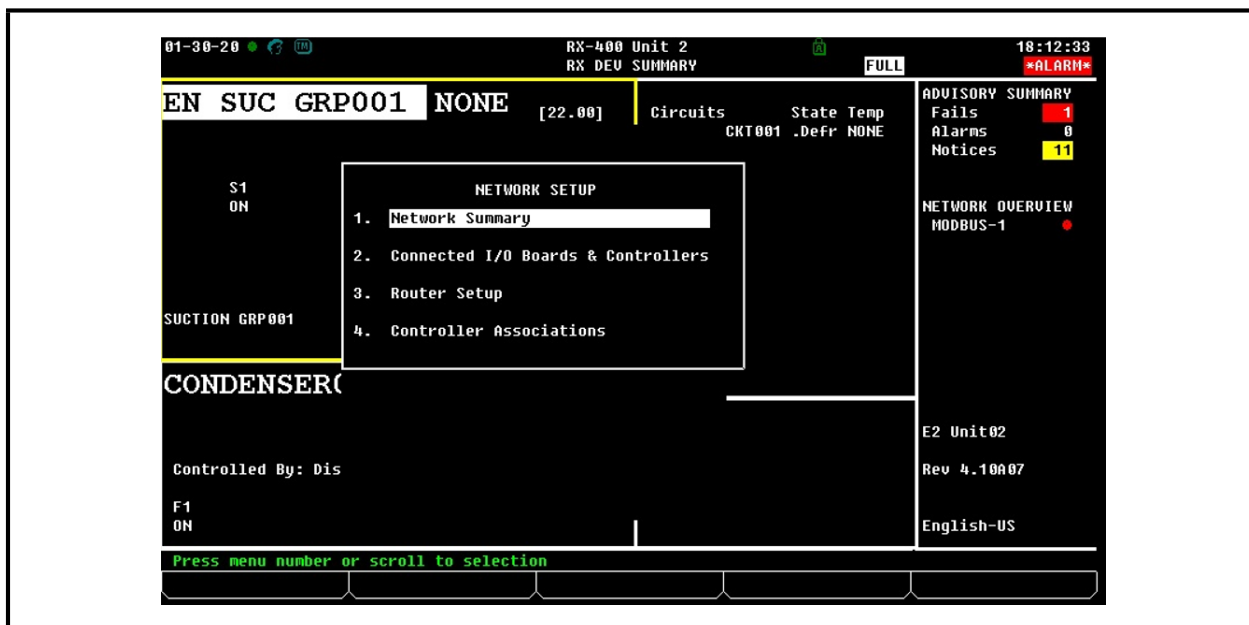 01-30-20 TM RX-400 Unit 2 A 18:12:33
RX DEV SUMMARY FULL *ALARM*
EN SUC GRP001 NONE [22.00]
Circuits State Temp
CKT001 .Defr NONE
S1
ON
SUCTION GRP001
NETWORK SETUP
1. Network Summary
2. Connected I/O Boards & Controllers
3. Router Setup
4. Controller Associations
CONDENSER(
Controlled By: Dis
F1
ON
ADVISORY SUMMARY
Fails 1
Alarms 0
Notices 11
NETWORK OVERVIEW
MODBUS-1
E2 Unit02
Rev 4.10A07
English-US
Press menu number or scroll to selection